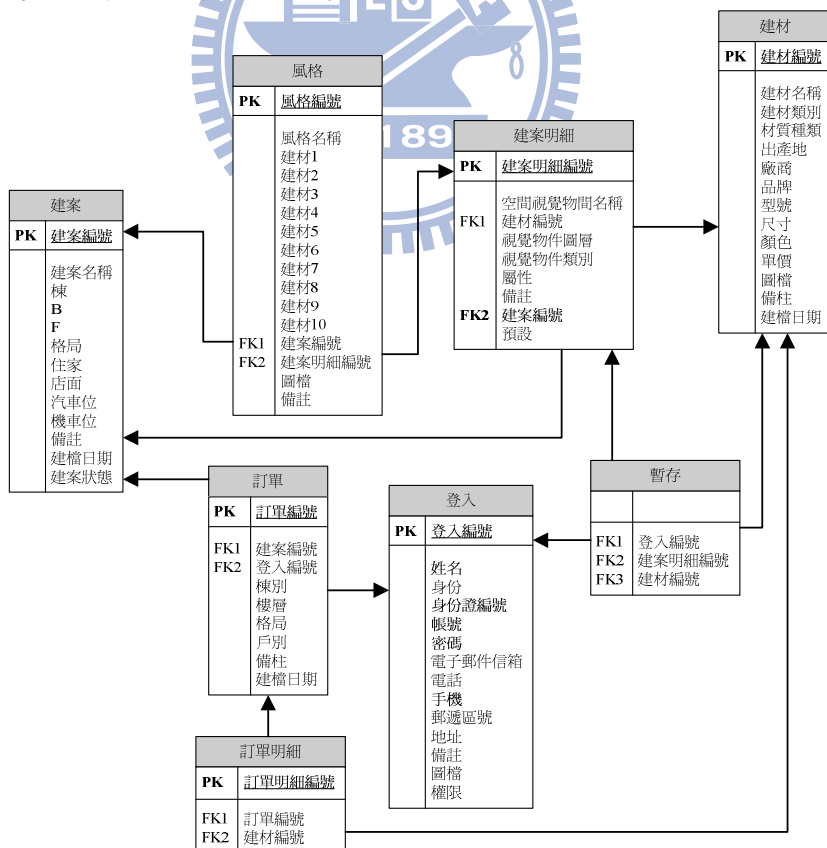 風格
PK 風格編號
風格名稱
建材1
建材2
建材3
建材4
建材5
建材6
建材7
建材8
建材9
建材10
FK1 建案編號
FK2 建案明細編號
圖檔
備註
建案明細
PK 建案明細編號
空間視覺物間名稱
FK1 建材編號
視覺物件圖層
視覺物件類別
屬性
備註
FK2 建案編號
預設
建材
PK 建材編號
建材名稱
建材類別
材質種類
出產地
廠商
品牌
型號
尺寸
顏色
單價
圖檔
備柱
建檔日期
建案
PK 建案編號
建案名稱
棟
B
F
格局
住家
店面
汽車位
機車位
備註
建檔日期
建案狀態
訂單
PK 訂單編號
FK1 建案編號
FK2 登入編號
棟別
樓層
格局
戶別
備柱
建檔日期
登入
PK 登入編號
姓名
身份
身份證編號
帳號
密碼
電子郵件信箱
電話
手機
郵遞區號
地址
備註
圖檔
權限
暫存
FK1 登入編號
FK2 建案明細編號
FK3 建材編號
訂單明細
PK 訂單明細編號
FK1 訂單編號
FK2 建材編號
189